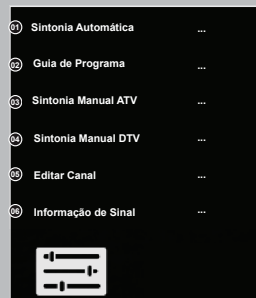 01 Sintonia Automática ...
02 Guia de Programa ...
03 Sintonia Manual ATV ...
04 Sintonia Manual DTV ...
05 Editar Canal ...
06 Informação de Sinal ...